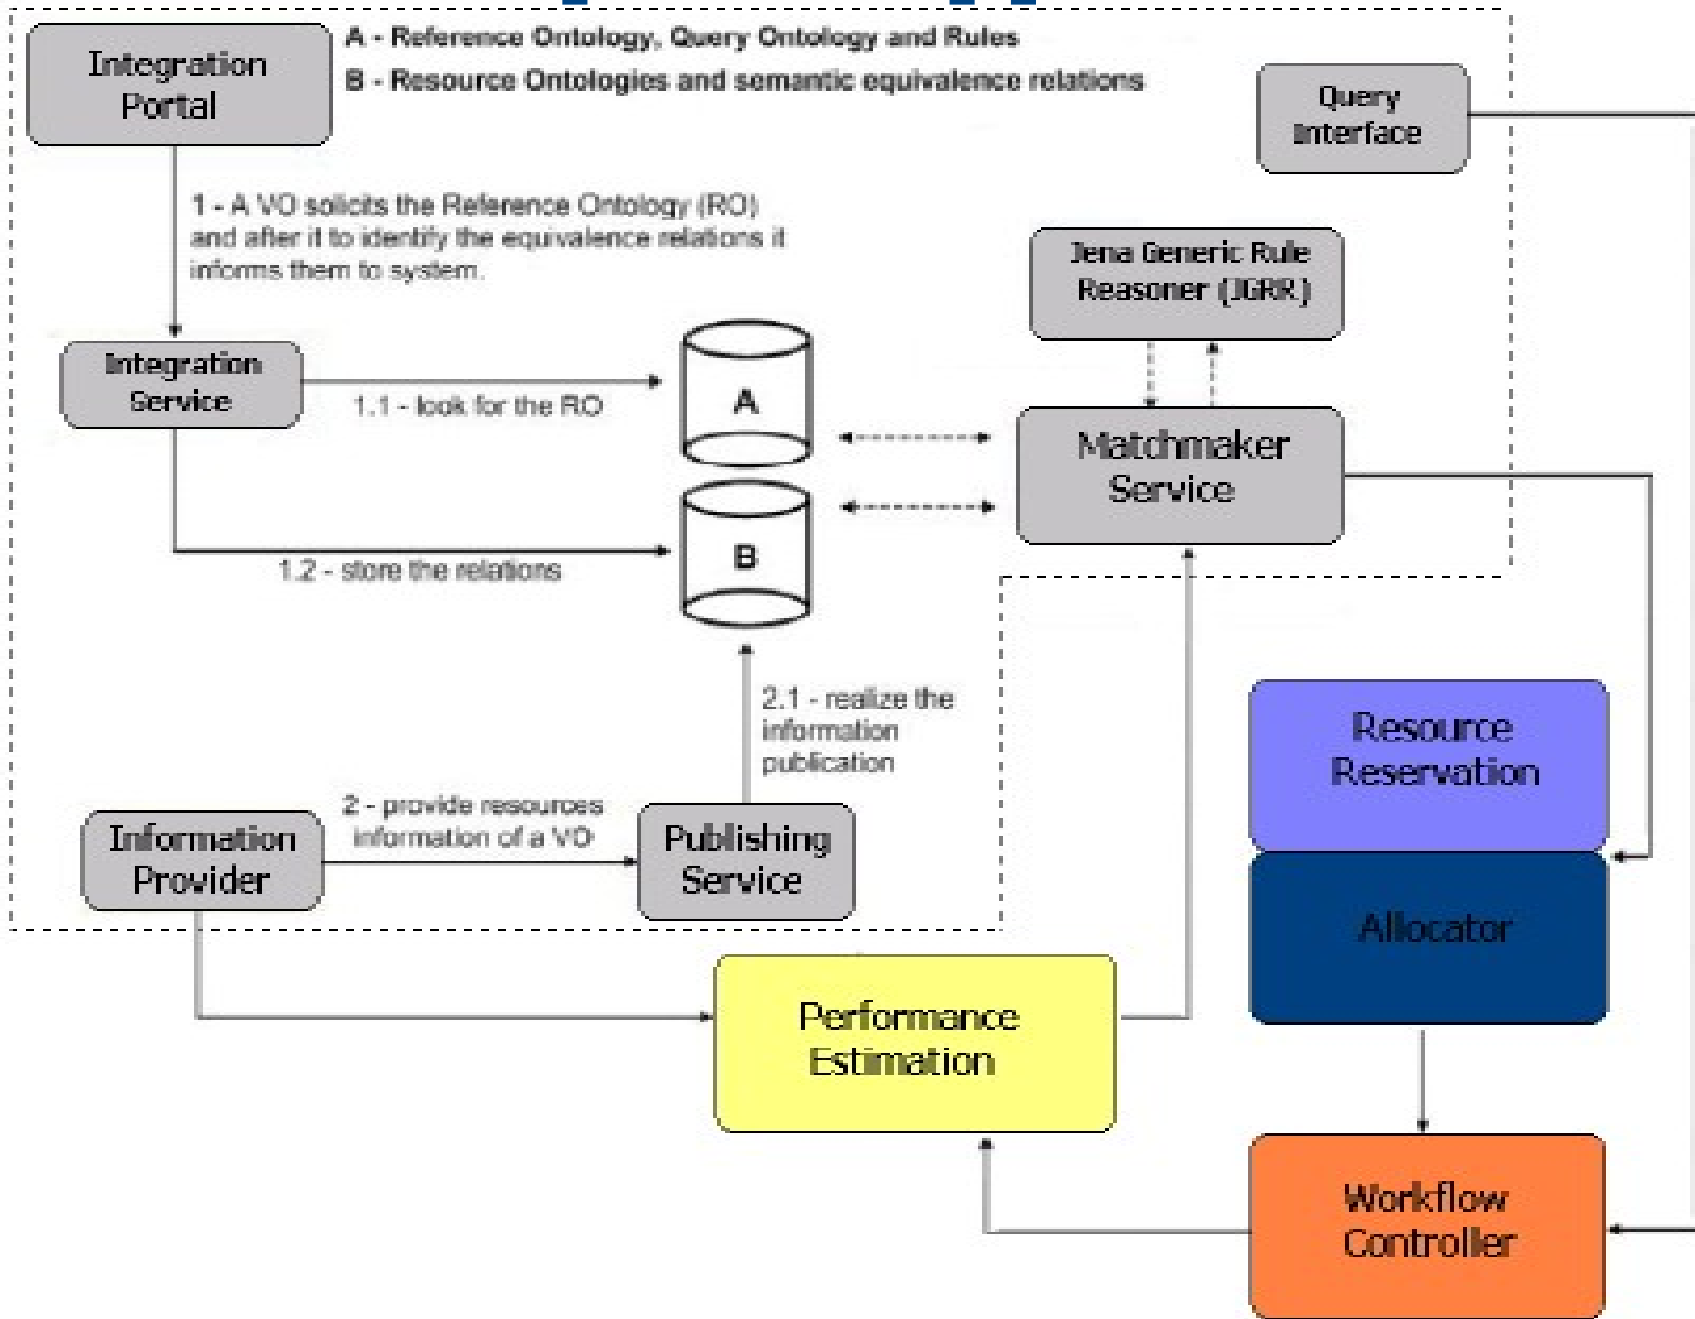 Integration
Portal
A - Reference Ontology, Query Ontology and Rules
B - Resource Ontologies and semantic equivalence relations
Query
Interface
1 - A VO solicits the Reference Ontology (RO)
and after it to identify the equivalence relations it
informs them to system.
Jena Generic Rule
Reasoner (JGRR)
Integration
Service
1.1 - look for the RO
A
Matchmaker
Service
B
1.2 - store the relations
2.1 - realize the
information
publication
Resource
Reservation
2 - provide resources
information of a VO
Information
Provider
Publishing
Service
Allocator
Performance
Estimation
Workflow
Controller